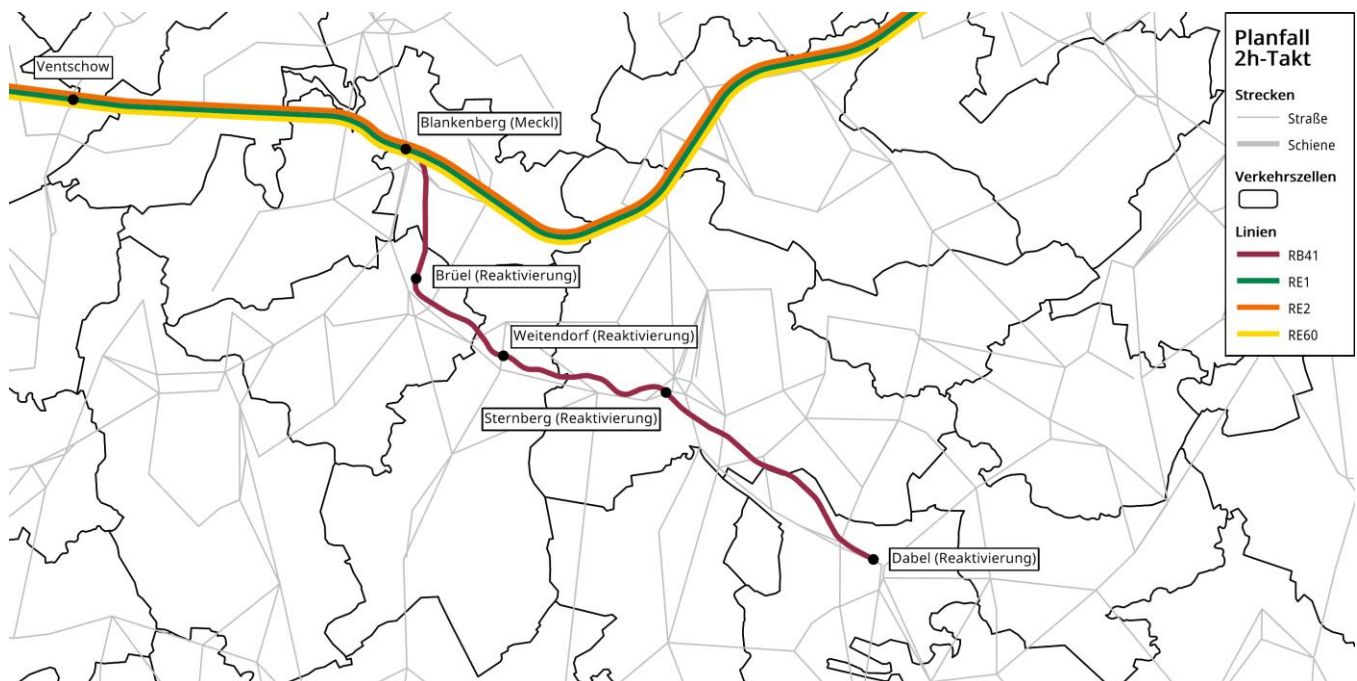 Ventschow
Blankenberg (Meckl)
Brüel (Reaktivierung)
Weitendorf (Reaktivierung)
Sternberg (Reaktivierung)
Dabel (Reaktivierung)
Planfall
2h-Takt
Strecken
Straße
Schiene
Verkehrszellen
Linien
RB41
RE1
RE2
RE60